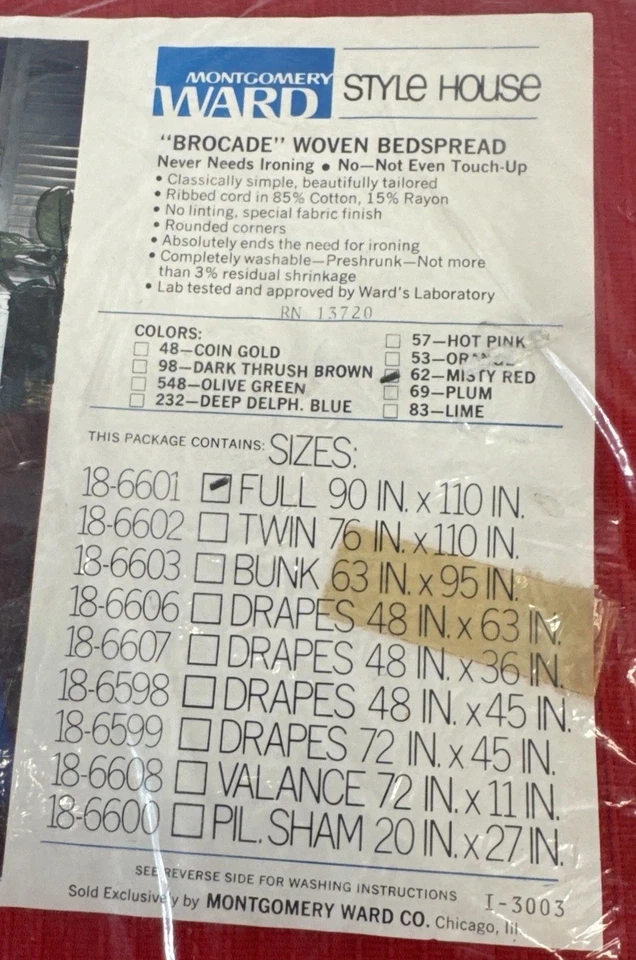 MONTGOMERY
WARD
STYLE HOUSE
"BROCADE" WOVEN BEDSPREAD
Never Needs Ironing • No—Not Even Touch-Up
• Classically simple, beautifully tailored
• Ribbed cord in 85% Cotton, 15% Rayon
• No linting, special fabric finish
• Rounded corners
• Absolutely ends the need for ironing
• Completely washable—Preshrunk—Not more
than 3% residual shrinkage
• Lab tested and approved by Ward's Laboratory
RN 13720
COLORS:
48—COIN GOLD
98—DARK THRUSH BROWN
548—OLIVE GREEN
232—DEEP DELPH. BLUE
57—HOT PINK
53—ORANGE
62—MISTY RED
69—PLUM
83—LIME
THIS PACKAGE CONTAINS: SIZES:
18-6601 FULL 90 IN. x 110 IN.
18-6602 TWIN 76 IN. x 110 IN.
18-6603 BUNK 63 IN. x 95 IN.
18-6606 DRAPES 48 IN. x 63 IN.
18-6607 DRAPES 48 IN. x 36 IN.
18-6598 DRAPES 48 IN. x 45 IN.
18-6599 DRAPES 72 IN. x 45 IN.
18-6608 VALANCE 72 IN. x 11 IN.
18-6600 PIL. SHAM 20 IN. x 27 IN.
SEE REVERSE SIDE FOR WASHING INSTRUCTIONS
I-3003
Sold Exclusively by MONTGOMERY WARD CO. Chicago, Ill